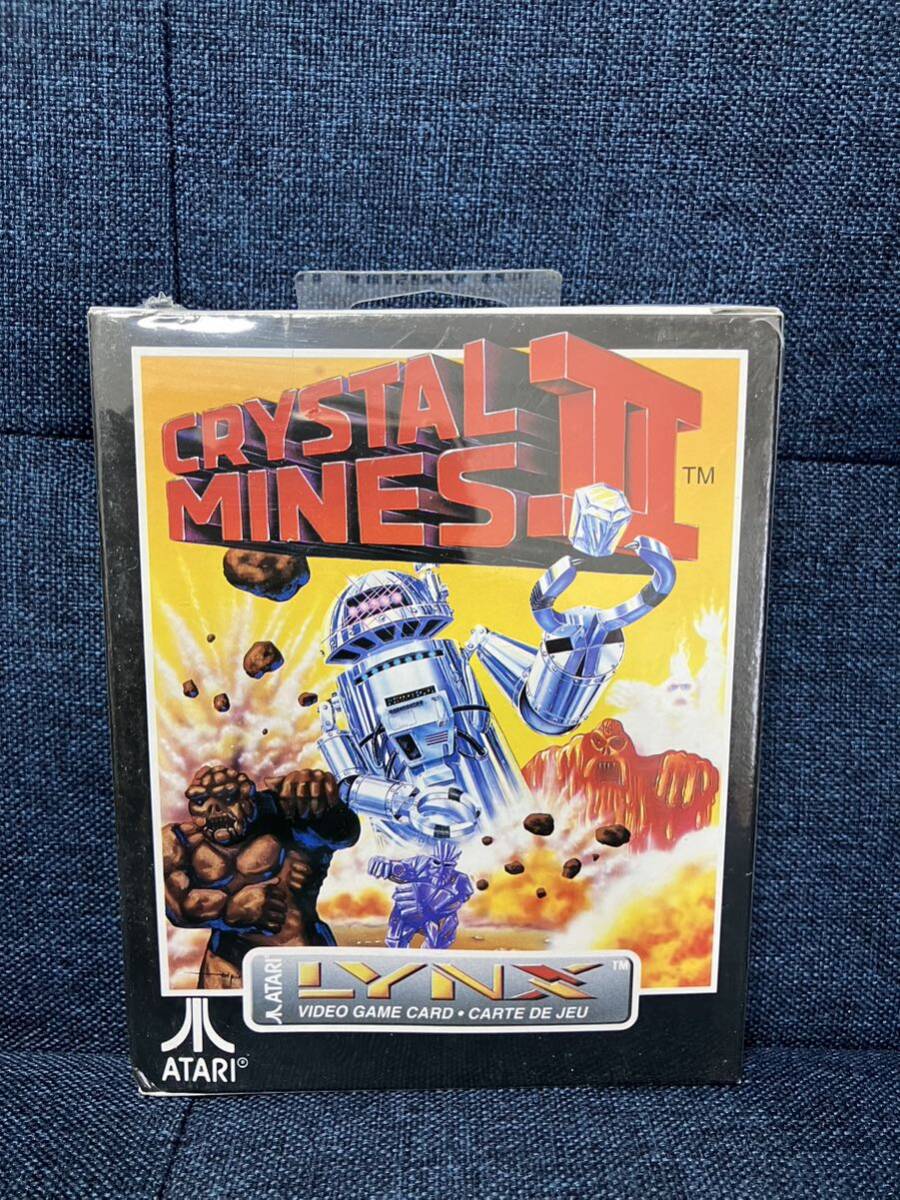 CRYSTAL
MINES II
TM
ATARI
LYNX TM
VIDEO GAME CARD • CARTE DE JEU
ATARI®